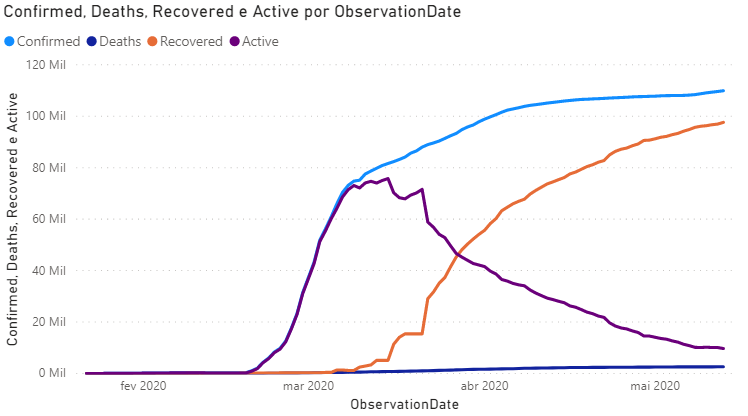 Confirmed, Deaths, Recovered e Active por ObservationDate
Confirmed Deaths Recovered Active
Confirmed, Deaths, Recovered e Active
120 Mil
100 Mil
80 Mil
60 Mil
40 Mil
20 Mil
0 Mil
fev 2020 mar 2020 abr 2020 mai 2020
ObservationDate